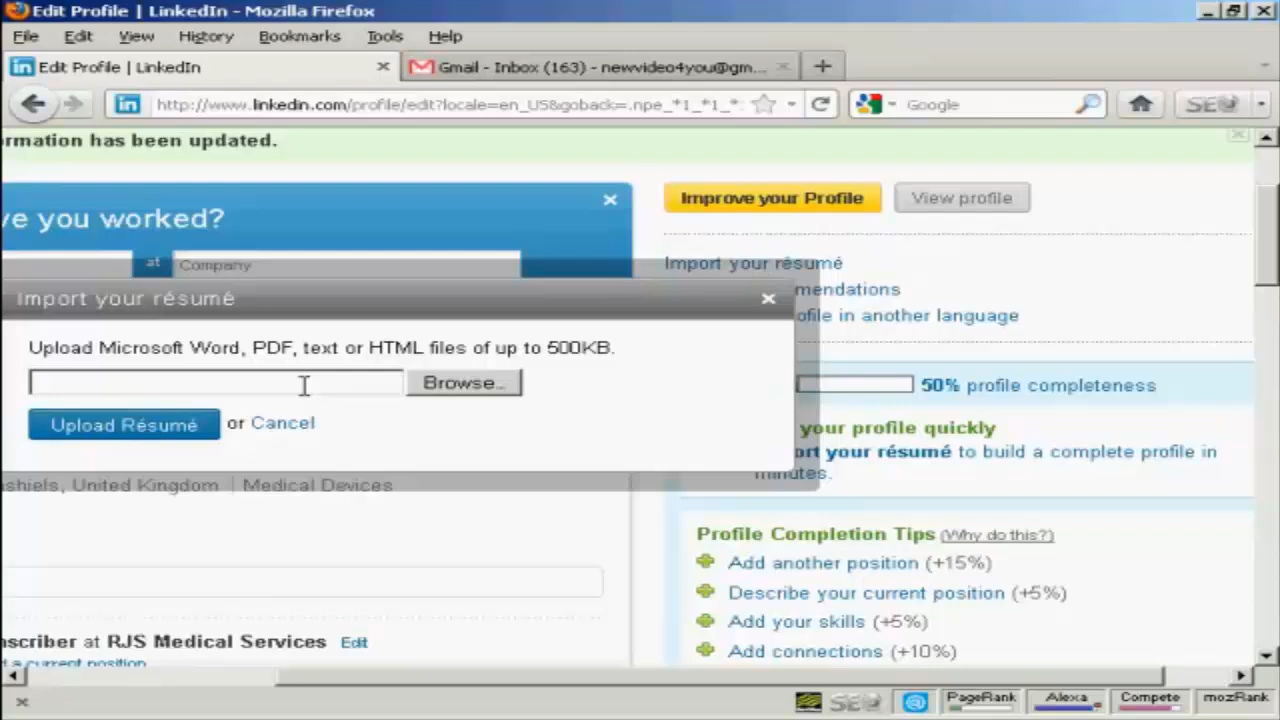 Edit Profile | LinkedIn - Mozilla Firefox
File Edit View History Bookmarks Tools Help
Edit Profile | LinkedIn
Gmail - Inbox (163) - newvideo4you@gm...
http://www.linkedin.com/profile/edit?locale=en_US&goback=.npe_*1_*1_*:
Google
rmation has been updated.
ve you worked?
at Company
Improve your Profile
View profile
Import your résumé
mendations
ofile in another language
Import your résumé
Upload Microsoft Word, PDF, text or HTML files of up to 500KB.
Browse...
Upload Résumé or Cancel
50% profile completeness
your profile quickly
ort your résumé to build a complete profile in
minutes.
shiels, United Kingdom | Medical Devices
Profile Completion Tips (Why do this?)
Add another position (+15%)
Describe your current position (+5%)
Add your skills (+5%)
Add connections (+10%)
nscriber at RJS Medical Services Edit
a current position
PageRank
Alexa
Compete
mozRank